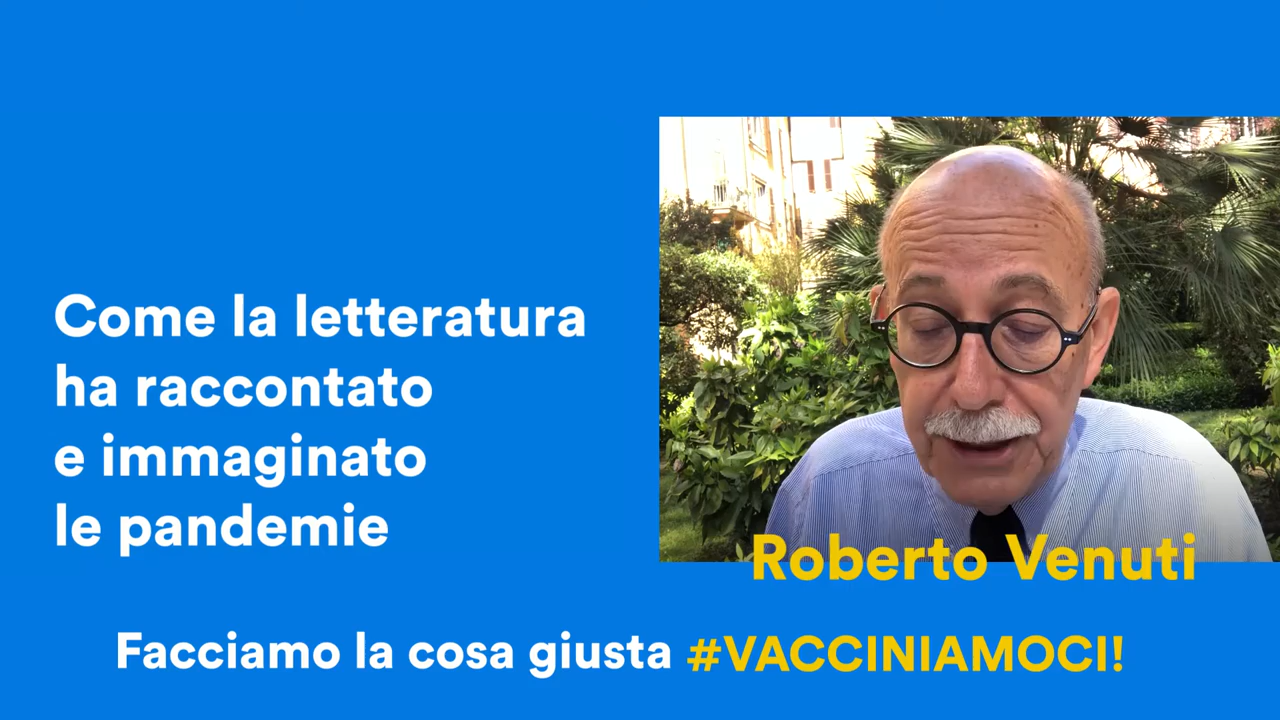 Come la letteratura
ha raccontato
e immaginato
le pandemie
Roberto Venuti
Facciamo la cosa giusta #VACCINIAMOCI!